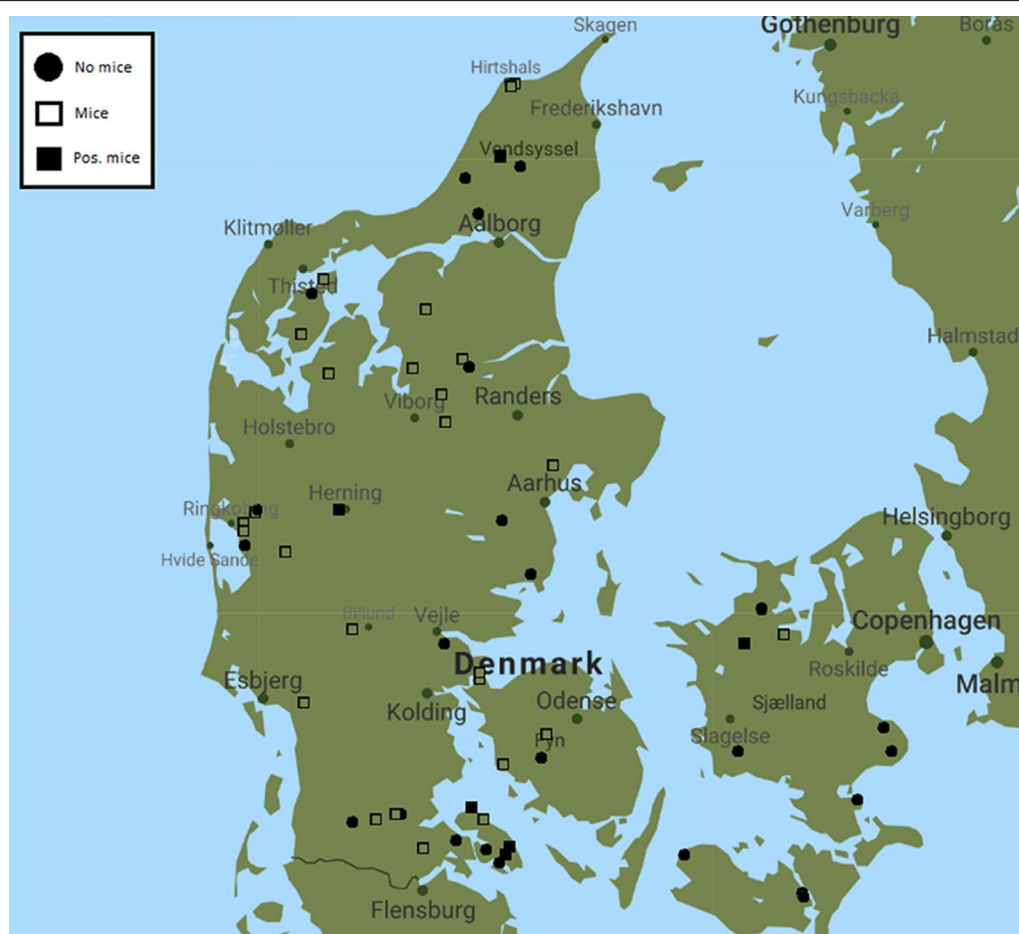 Skagen
Gothenburg
Borås
No mice
Mice
Pos. mice
Hirtshals
Frederikshavn
Kungsbacka
Vendsyssel
Aalborg
Varberg
Klitmøller
Thisted
Halmstad
Viborg
Randers
Holstebro
Herning
Aarhus
Ringkøbing
Helsingborg
Hvide Sande
Billund
Vejle
Copenhagen
Denmark
Roskilde
Esbjerg
Malm
Kolding
Odense
Sjælland
Fyn
Slagelse
Flensburg